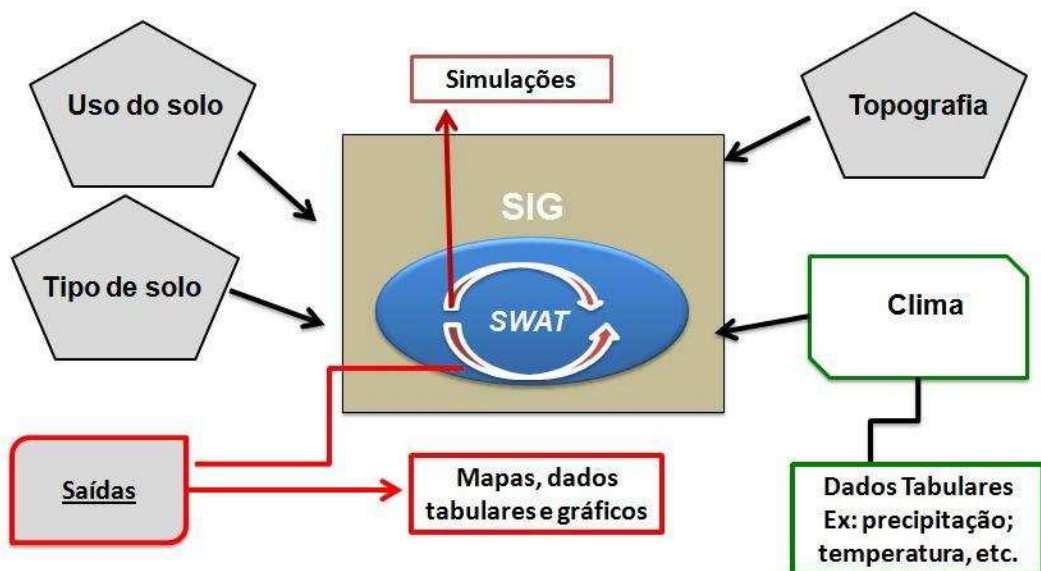 Uso do solo
Simulações
Topografia
SIG
Tipo de solo
SWAT
Clima
Saídas
Mapas, dados
tabulares e gráficos
Dados Tabulares
Ex: precipitação;
temperatura, etc.